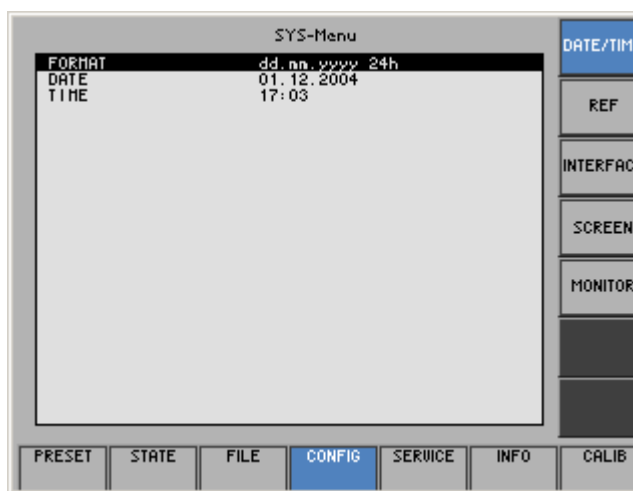 SYS-Menu
FORMAT dd.mm.yyyy 24h
DATE 01.12.2004
TIME 17:03
DATE/TIM
REF
INTERFAC
SCREEN
MONITOR
PRESET STATE FILE CONFIG SERVICE INFO CALIB